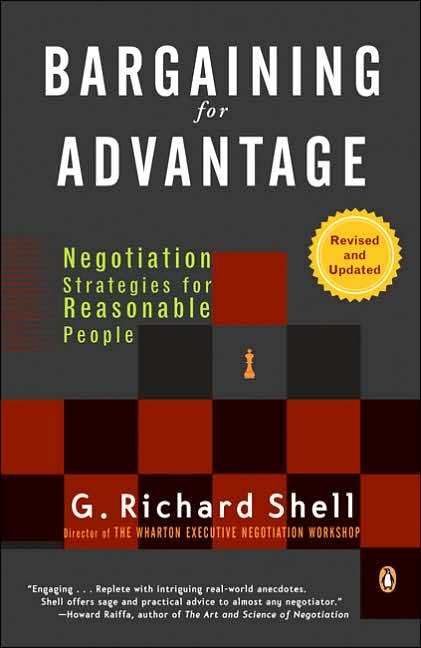 BARGAINING
for
ADVANTAGE
Negotiation
Strategies for
Reasonable
People
Revised
and
Updated
G. Richard Shell
Director of THE WHARTON EXECUTIVE NEGOTIATION WORKSHOP
"Engaging . . . Replete with intriguing real-world anecdotes.
Shell offers sage and practical advice to almost any negotiator."
—Howard Raiffa, author of The Art and Science of Negotiation